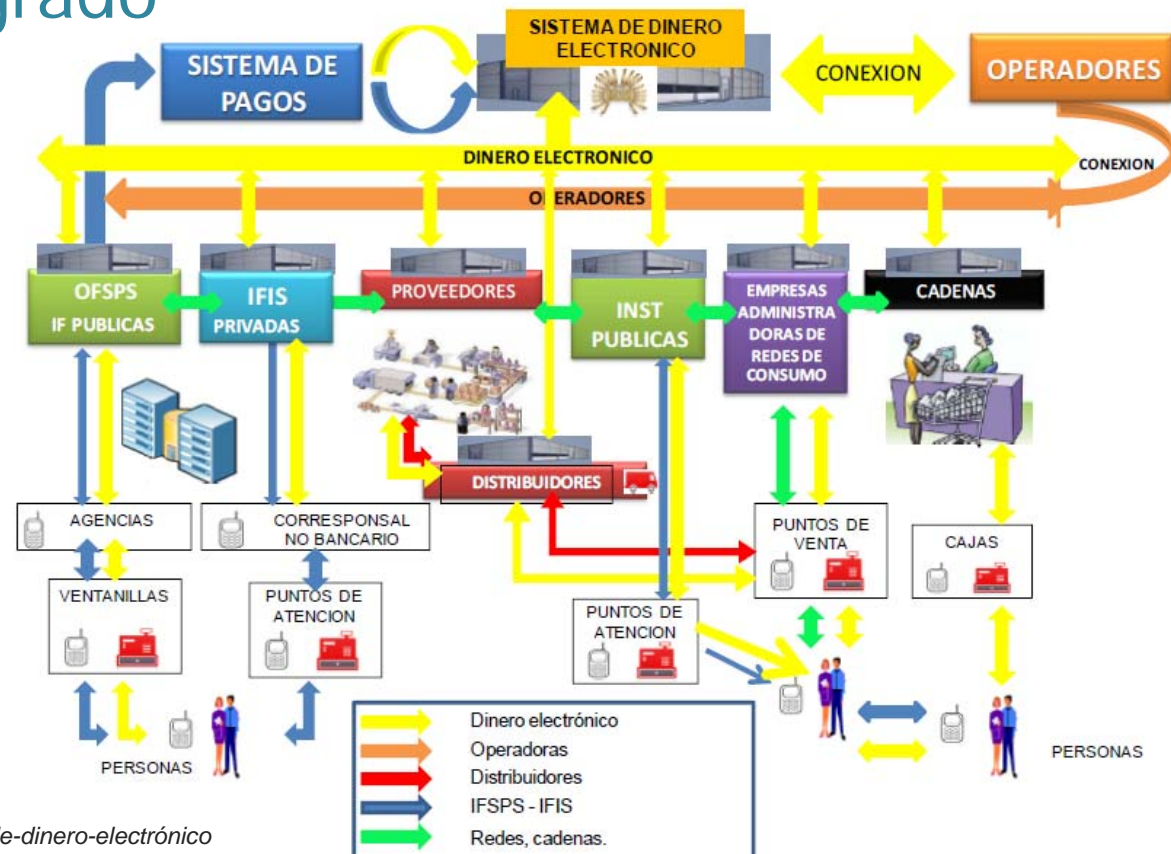 grado
SISTEMA DE DINERO
ELECTRONICO
SISTEMA DE
PAGOS
CONEXION
OPERADORES
DINERO ELECTRONICO
CONEXION
OPERADORES
OFSPS
IF PUBLICAS
IFIS
PRIVADAS
PROVEEDORES
INST
PUBLICAS
EMPRESAS
ADMINISTRA
DORAS DE
REDES DE
CONSUMO
CADENAS
DISTRIBUIDORES
AGENCIAS
CORRESPONSAL
NO BANCARIO
PUNTOS DE
VENTA
CAJAS
VENTANILLAS
PUNTOS DE
ATENCION
PUNTOS DE
ATENCION
PERSONAS
PERSONAS
Dinero electrónico
Operadoras
Distribuidores
IFSPS - IFIS
Redes, cadenas.
e-dinero-electrónico